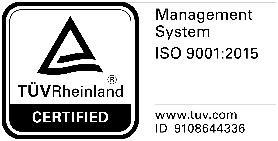 TÜVRheinland®
CERTIFIED
Management
System
ISO 9001:2015
www.tuv.com
ID 9108644336